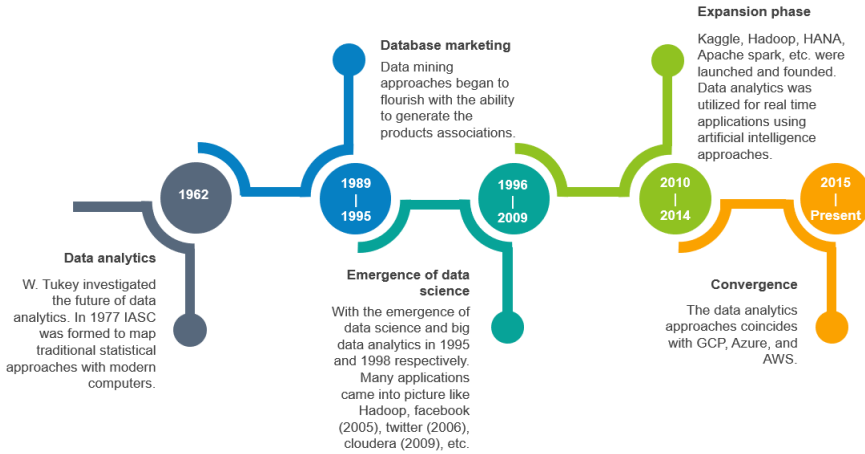 1962
Data analytics
W. Tukey investigated
the future of data
analytics. In 1977 IASC
was formed to map
traditional statistical
approaches with modern
computers.
Database marketing
Data mining
approaches began to
flourish with the ability
to generate the
products associations.
1989
|
1995
1996
|
2009
Emergence of data
science
With the emergence of
data science and big
data analytics in 1995
and 1998 respectively.
Many applications
came into picture like
Hadoop, facebook
(2005), twitter (2006),
cloudera (2009), etc.
Expansion phase
Kaggle, Hadoop, HANA,
Apache spark, etc. were
launched and founded.
Data analytics was
utilized for real time
applications using
artificial intelligence
approaches.
2010
|
2014
2015
|
Present
Convergence
The data analytics
approaches coincides
with GCP, Azure, and
AWS.